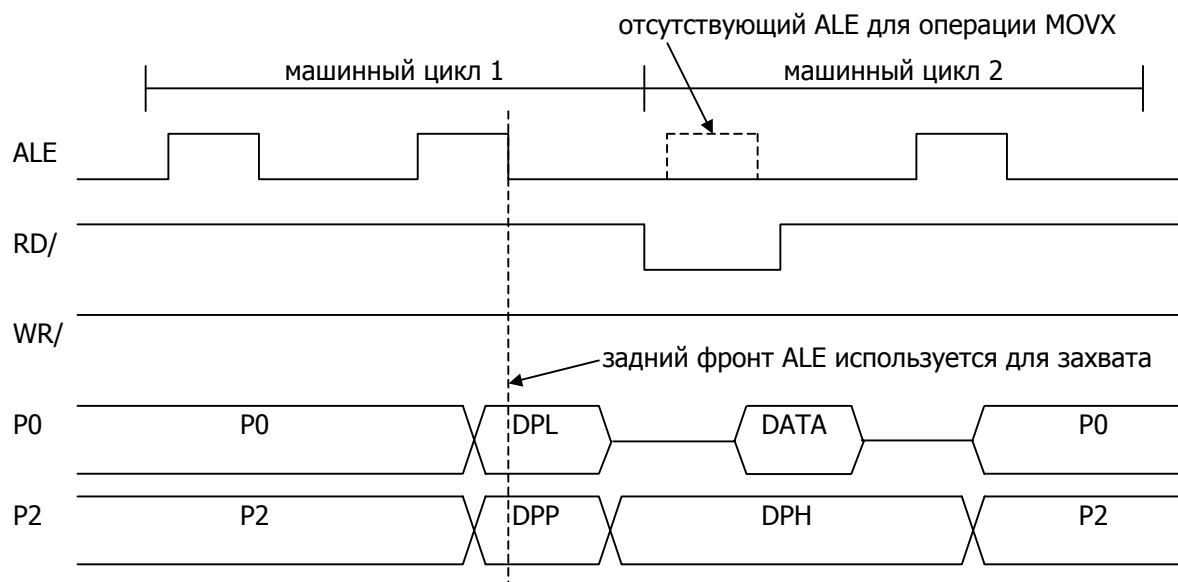 отсутствующий ALE для операции MOVX
машинный цикл 1
машинный цикл 2
ALE
RD/
WR/
задний фронт ALE используется для захвата
P0
P0
DPL
DATA
P0
P2
P2
DPP
DPH
P2